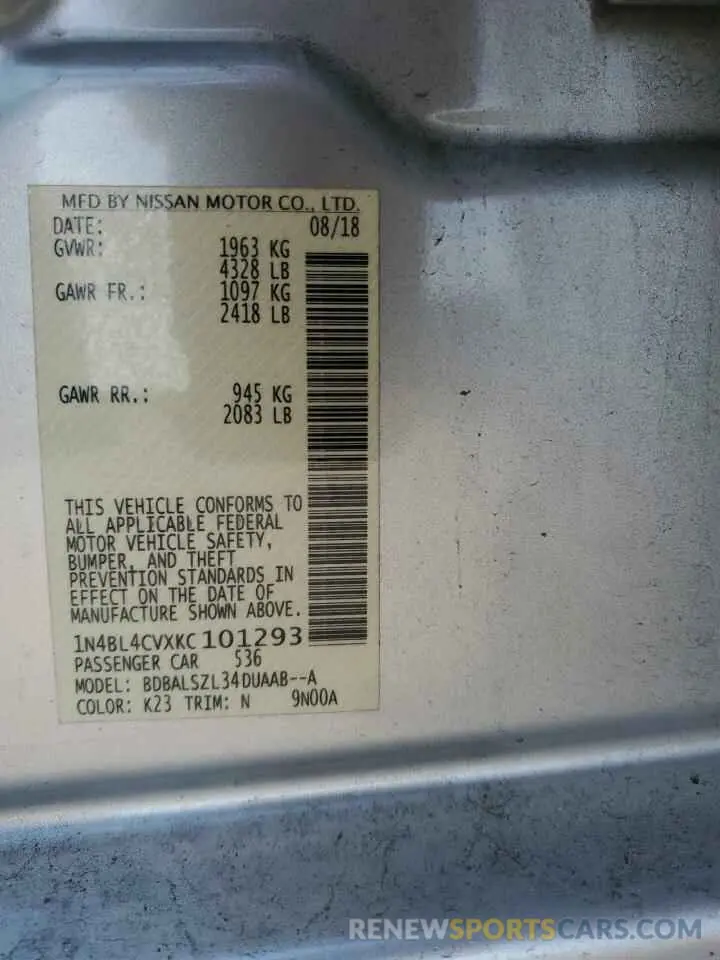 MFD BY NISSAN MOTOR CO., LTD.
DATE: 08/18
GVWR: 1963 KG
4328 LB
GAWR FR.: 1097 KG
2418 LB
GAWR RR.: 945 KG
2083 LB
THIS VEHICLE CONFORMS TO
ALL APPLICABLE FEDERAL
MOTOR VEHICLE SAFETY,
BUMPER, AND THEFT
PREVENTION STANDARDS IN
EFFECT ON THE DATE OF
MANUFACTURE SHOWN ABOVE.
1N4BL4CVXKC101293
PASSENGER CAR 536
MODEL: BDBALSZL34DUAAB--A
COLOR: K23 TRIM: N 9N00A
RENEWSPORTSCARS.COM